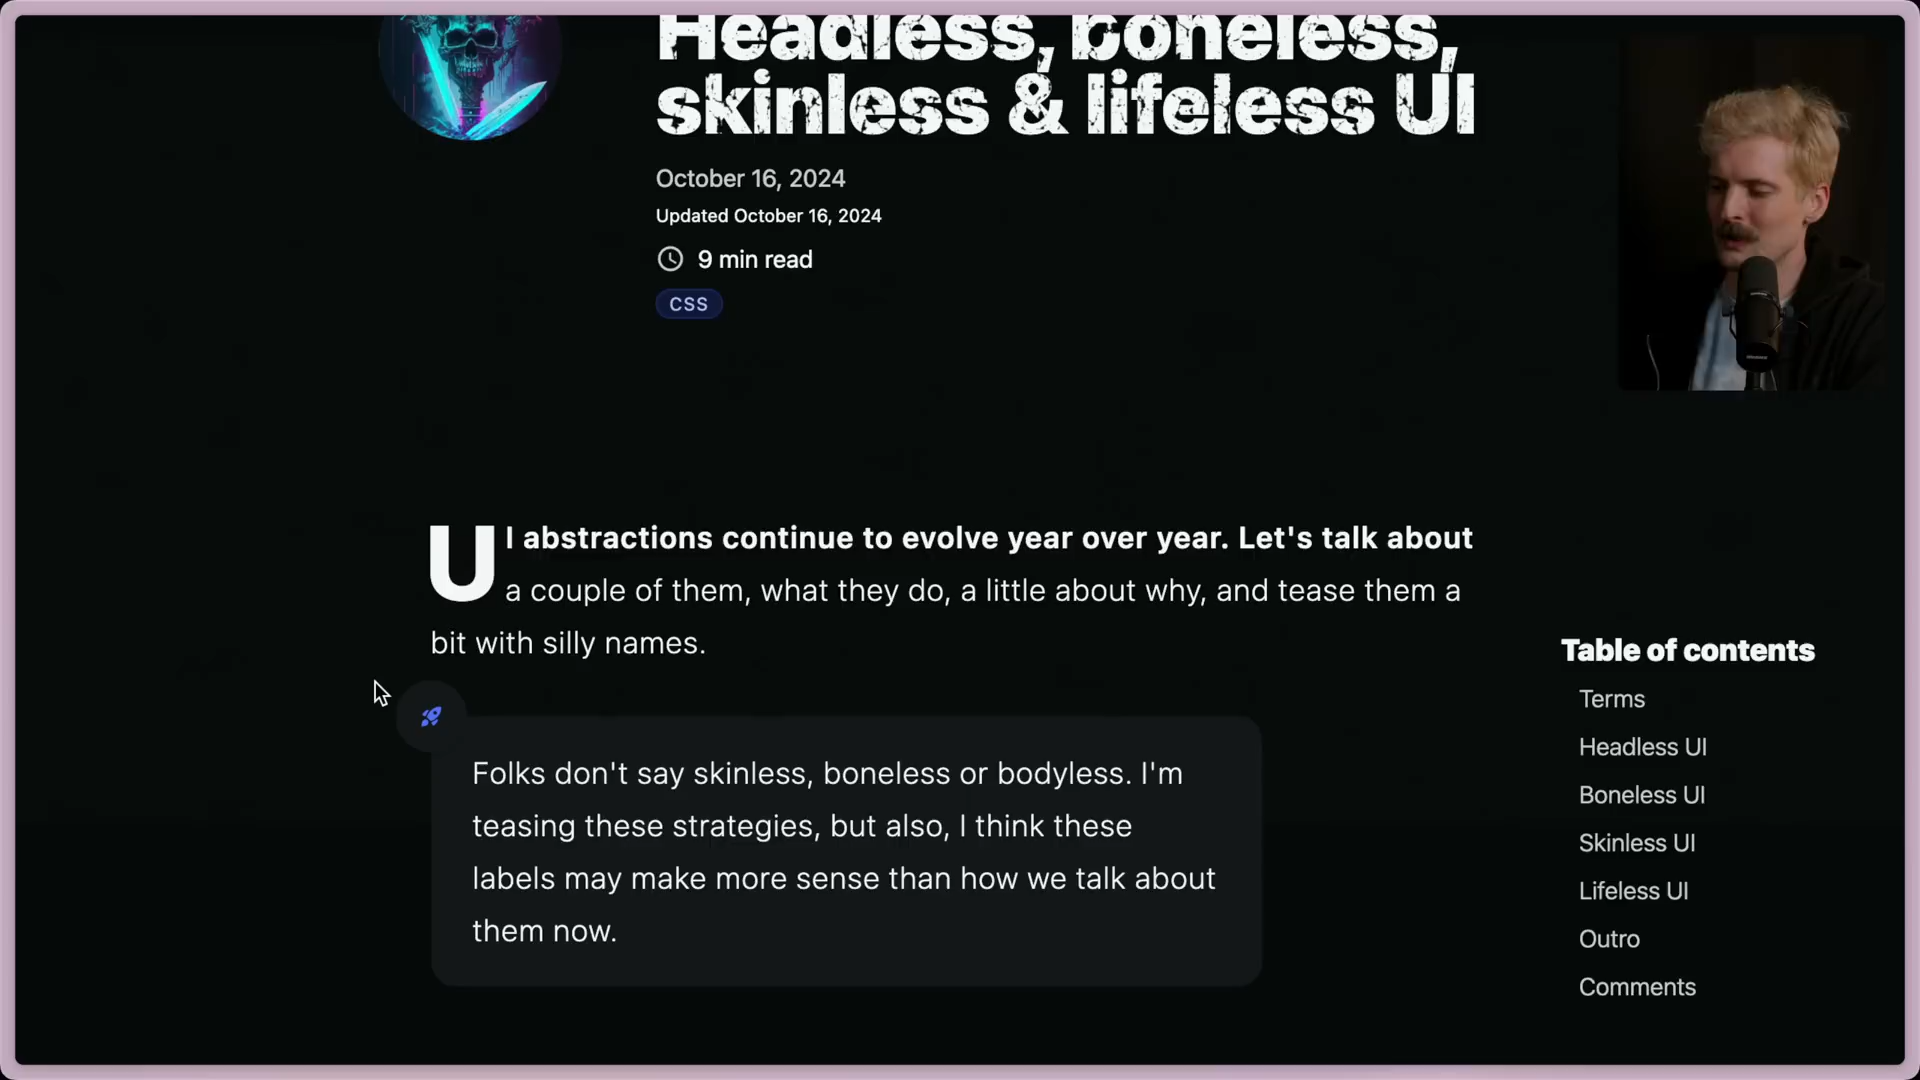 Headless, boneless,
skinless & lifeless UI
October 16, 2024
Updated October 16, 2024
9 min read
CSS
UI abstractions continue to evolve year over year. Let's talk about
a couple of them, what they do, a little about why, and tease them a
bit with silly names.
Folks don't say skinless, boneless or bodyless. I'm
teasing these strategies, but also, I think these
labels may make more sense than how we talk about
them now.
Table of contents
Terms
Headless UI
Boneless UI
Skinless UI
Lifeless UI
Outro
Comments